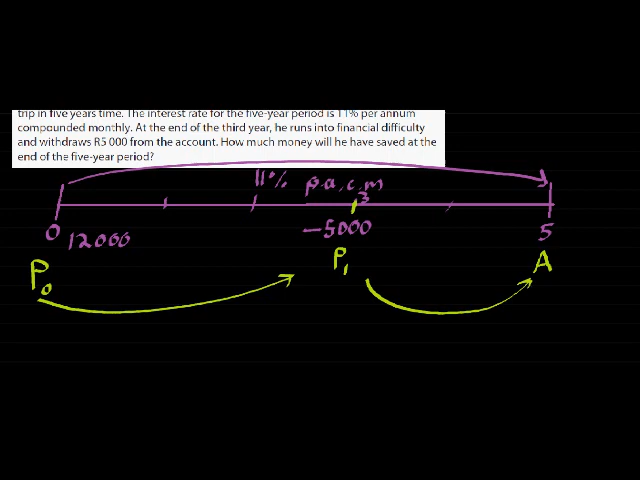 trip in five years time. The interest rate for the five-year period is 11% per annum
compounded monthly. At the end of the third year, he runs into financial difficulty
and withdraws R5 000 from the account. How much money will he have saved at the
end of the five-year period?
11% p.a.c.m
3
0 12000 -5000 5
P0 P1 A